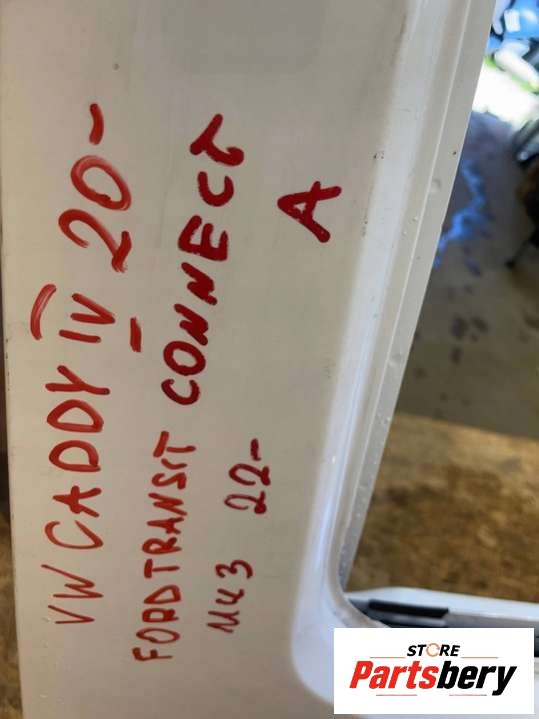 VW CADDY IV 20-
FORD TRANSIT CONNECT
MK3 22-
A
STORE
Partsbery